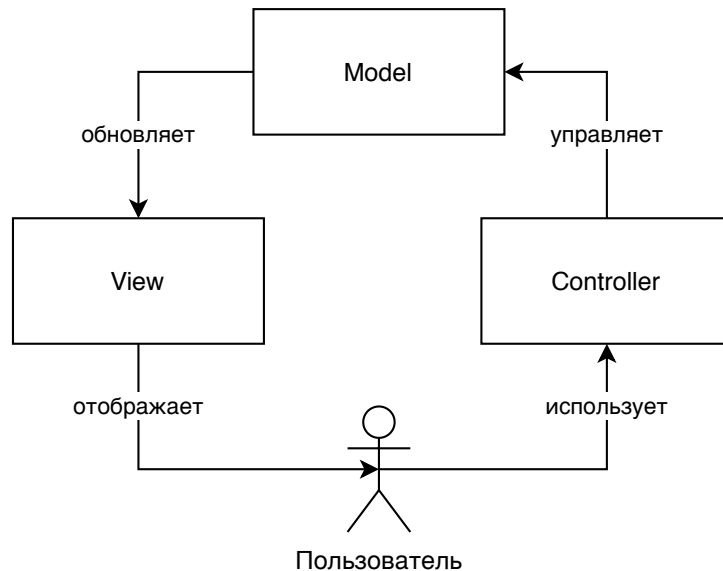 Model
обновляет
управляет
View
Controller
отображает
использует
Пользователь